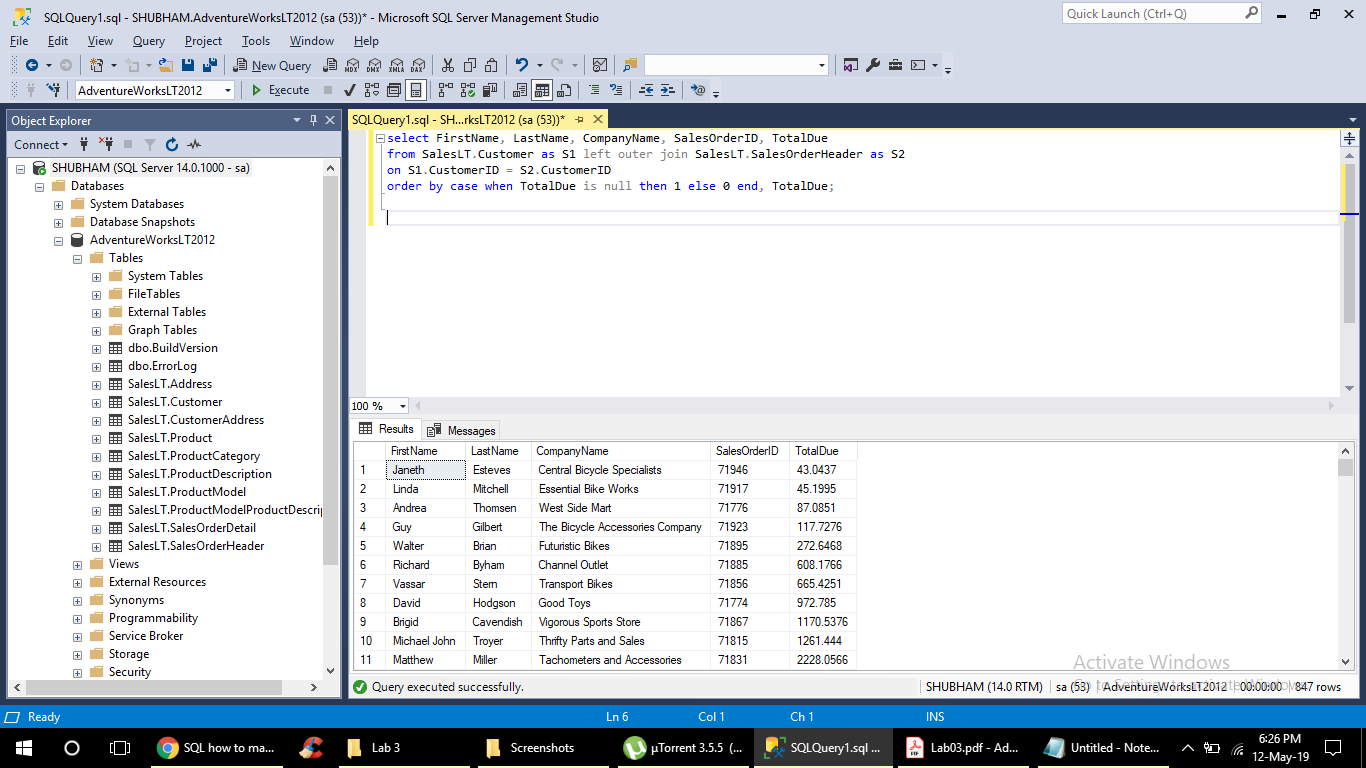 SQLQuery1.sql - SHUBHAM.AdventureWorksLT2012 (sa (53))* - Microsoft SQL Server Management Studio
Quick Launch (Ctrl+Q)
File Edit View Query Project Tools Window Help
New Query MDX DMX XMLA DAX
AdventureWorksLT2012 Execute
Object Explorer
Connect
SHUBHAM (SQL Server 14.0.1000 - sa)
Databases
System Databases
Database Snapshots
AdventureWorksLT2012
Tables
System Tables
FileTables
External Tables
Graph Tables
dbo.BuildVersion
dbo.ErrorLog
SalesLT.Address
SalesLT.Customer
SalesLT.CustomerAddress
SalesLT.Product
SalesLT.ProductCategory
SalesLT.ProductDescription
SalesLT.ProductModel
SalesLT.ProductModelProductDescrip
SalesLT.SalesOrderDetail
SalesLT.SalesOrderHeader
Views
External Resources
Synonyms
Programmability
Service Broker
Storage
Security
SQLQuery1.sql - SH...rksLT2012 (sa (53))*
select FirstName, LastName, CompanyName, SalesOrderID, TotalDue
from SalesLT.Customer as S1 left outer join SalesLT.SalesOrderHeader as S2
on S1.CustomerID = S2.CustomerID
order by case when TotalDue is null then 1 else 0 end, TotalDue;
100 %
Results Messages
FirstName LastName CompanyName SalesOrderID TotalDue
1 Janeth Esteves Central Bicycle Specialists 71946 43.0437
2 Linda Mitchell Essential Bike Works 71917 45.1995
3 Andrea Thomsen West Side Mart 71776 87.0851
4 Guy Gilbert The Bicycle Accessories Company 71923 117.7276
5 Walter Brian Futuristic Bikes 71895 272.6468
6 Richard Byham Channel Outlet 71885 608.1766
7 Vassar Stern Transport Bikes 71856 665.4251
8 David Hodgson Good Toys 71774 972.785
9 Brigid Cavendish Vigorous Sports Store 71867 1170.5376
10 Michael John Troyer Thrifty Parts and Sales 71815 1261.444
11 Matthew Miller Tachometers and Accessories 71831 2228.0566
Activate Windows
Go to Settings to activate Windows.
Query executed successfully. SHUBHAM (14.0 RTM) sa (53) AdventureWorksLT2012 00:00:00 847 rows
Ready Ln 6 Col 1 Ch 1 INS
SQL how to ma... Lab 3 Screenshots µTorrent 3.5.5 (... SQLQuery1.sql ... Lab03.pdf - Ad... Untitled - Note... 6:26 PM
12-May-19